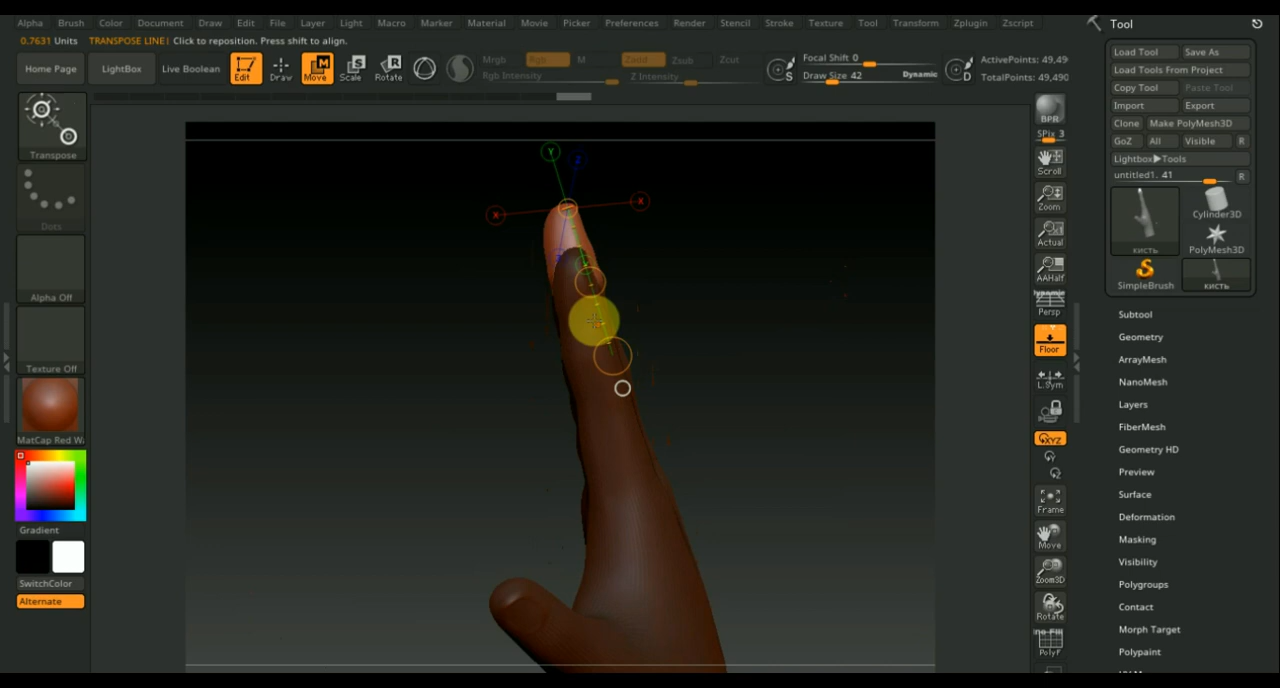 Alpha Brush Color Document Draw Edit File Layer Light Macro Marker Material Movie Picker Preferences Render Stencil Stroke Texture Tool Transform Zplugin Zscript
Tool
0.7631 Units TRANSPOSE LINE| Click to reposition. Press shift to align.
Home Page LightBox Live Boolean
Edit Draw Move Scale Rotate
M S R
Mrgb Rgb M Zadd Zsub Zcut
Rgb Intensity Z Intensity
S
Focal Shift 0
Draw Size 42 Dynamic
D
ActivePoints: 49,49
TotalPoints: 49,490
Load Tool Save As
Load Tools From Project
Copy Tool Paste Tool
Import Export
Clone Make PolyMesh3D
GoZ All Visible R
Lightbox▶Tools
untitled1. 41 R
кисть
Cylinder3D
PolyMesh3D
SimpleBrush
кисть
Subtool
Geometry
ArrayMesh
NanoMesh
Layers
FiberMesh
Geometry HD
Preview
Surface
Deformation
Masking
Visibility
Polygroups
Contact
Morph Target
Polypaint
Transpose
Dots
Alpha Off
Texture Off
MatCap Red W
Gradient
SwitchColor
Alternate
Y
Z
X
X
BPR
SPix 3
Scroll
Zoom
Actual
AAHalf
Dynamic
Persp
Floor
L.Sym
XYZ
Y
Z
Frame
Move
Zoom3D
Rotate
PolyF